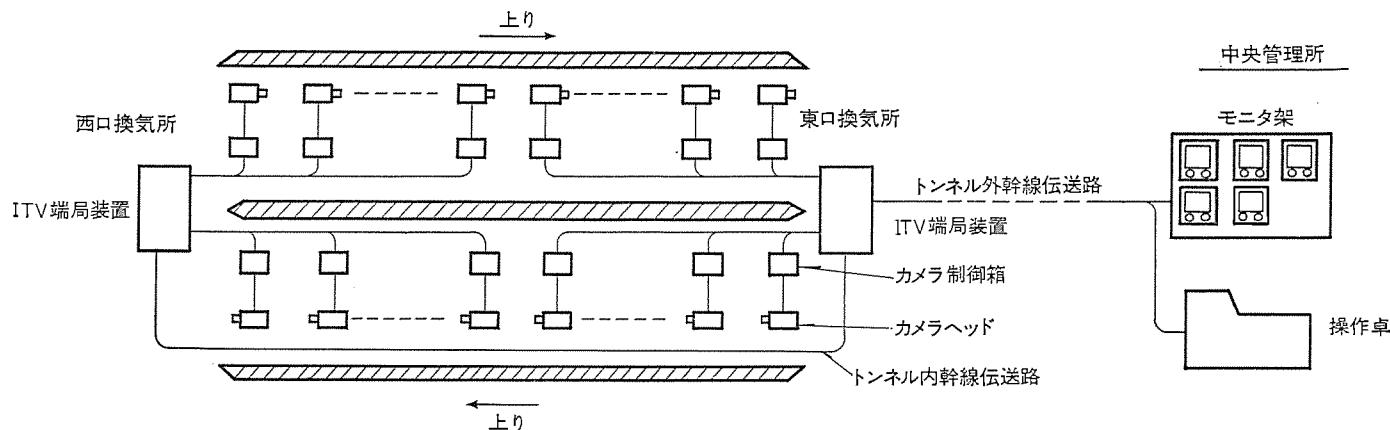 上り
中央管理所
西口換気所
東口換気所
モニタ架
ITV端局装置
トンネル外幹線伝送路
ITV端局装置
カメラ制御箱
カメラヘッド
操作卓
トンネル内幹線伝送路
上り